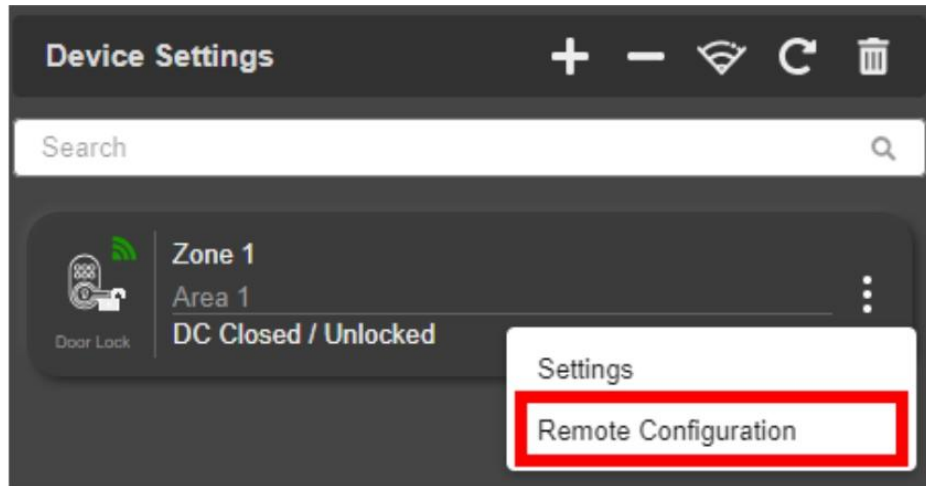 Device Settings
Search
Zone 1
Area 1
Door Lock
DC Closed / Unlocked
Settings
Remote Configuration